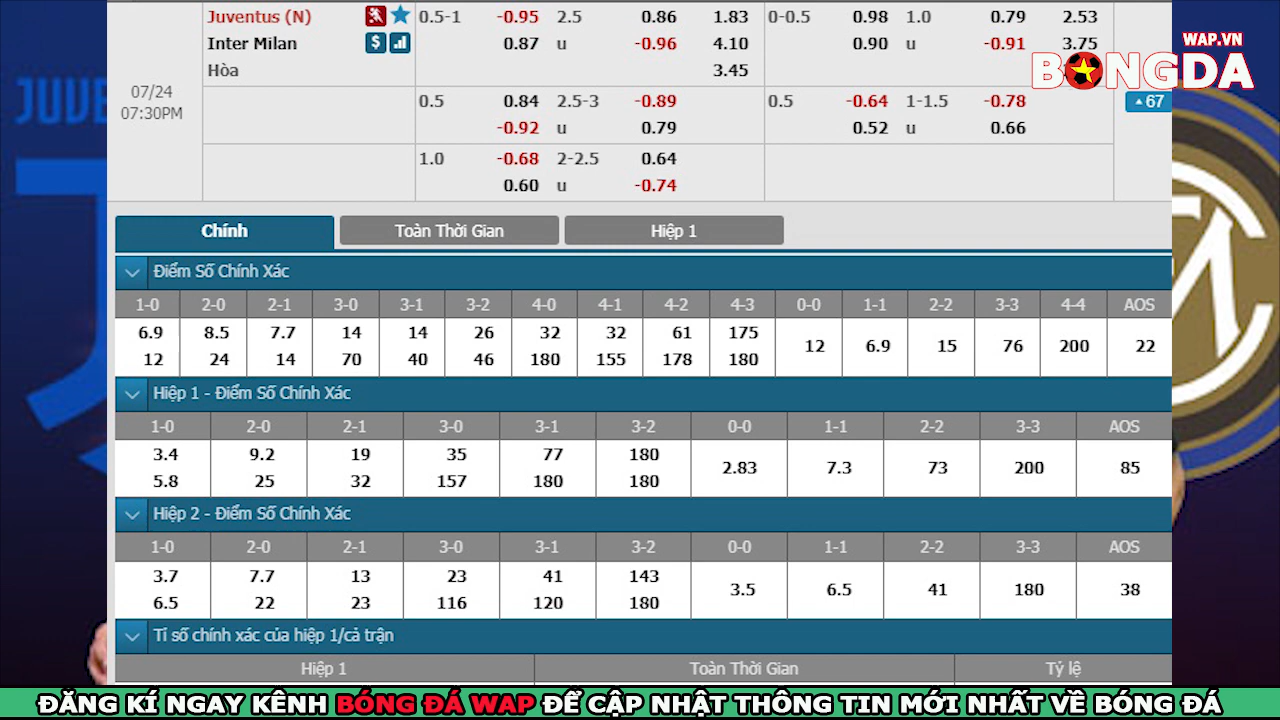 WAP.VN
BONGDA
JUVE
Juventus (N) 0.5-1 -0.95 2.5 0.86 1.83 0-0.5 0.98 1.0 0.79 2.53
Inter Milan $ 0.87 u -0.96 4.10 0.90 u -0.91 3.75
Hòa 3.45
07/24
07:30PM
0.5 0.84 2.5-3 -0.89 0.5 -0.64 1-1.5 -0.78 67
-0.92 u 0.79 0.52 u 0.66
1.0 -0.68 2-2.5 0.64
0.60 u -0.74
Chính Toàn Thời Gian Hiệp 1
Điểm Số Chính Xác
1-0 2-0 2-1 3-0 3-1 3-2 4-0 4-1 4-2 4-3 0-0 1-1 2-2 3-3 4-4 AOS
6.9 8.5 7.7 14 14 26 32 32 61 175
12 6.9 15 76 200 22
12 24 14 70 40 46 180 155 178 180
Hiệp 1 - Điểm Số Chính Xác
1-0 2-0 2-1 3-0 3-1 3-2 0-0 1-1 2-2 3-3 AOS
3.4 9.2 19 35 77 180
2.83 7.3 73 200 85
5.8 25 32 157 180 180
Hiệp 2 - Điểm Số Chính Xác
1-0 2-0 2-1 3-0 3-1 3-2 0-0 1-1 2-2 3-3 AOS
3.7 7.7 13 23 41 143
3.5 6.5 41 180 38
6.5 22 23 116 120 180
Tỉ số chính xác của hiệp 1/cả trận
Hiệp 1 Toàn Thời Gian Tỷ lệ
ĐĂNG KÍ NGAY KÊNH BÓNG ĐÁ WAP ĐỂ CẬP NHẬT THÔNG TIN MỚI NHẤT VỀ BÓNG ĐÁ